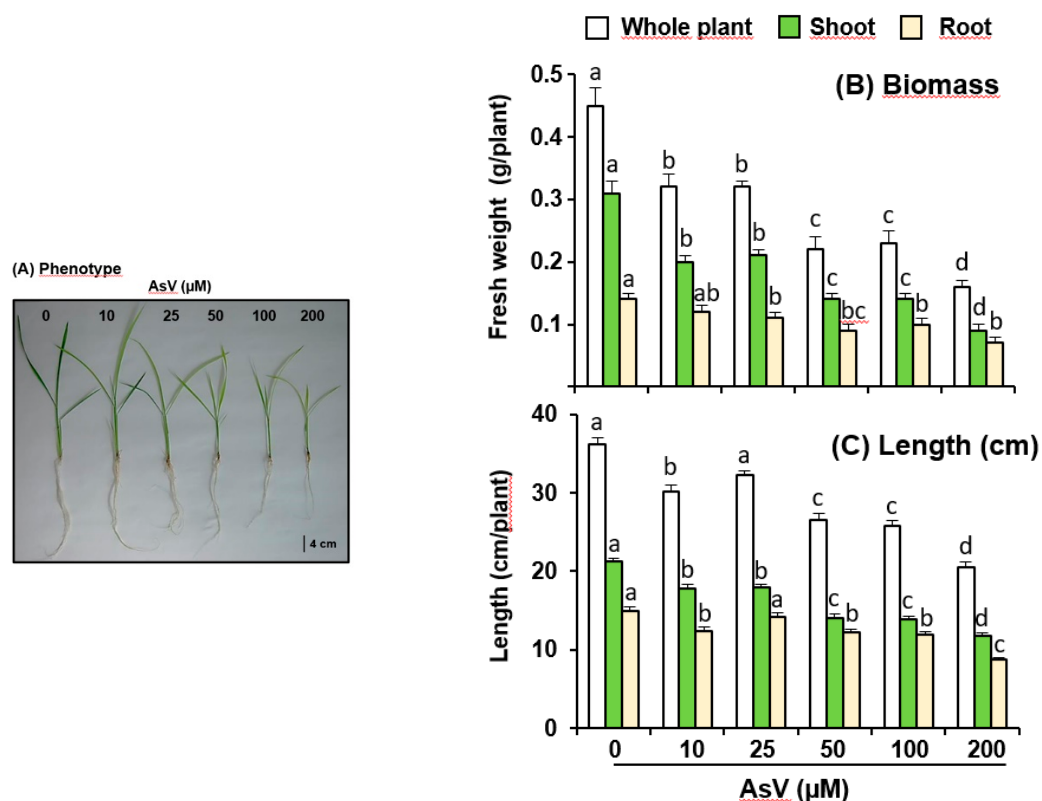 Whole plant Shoot Root
(A) Phenotype
AsV (µM)
0 10 25 50 100 200
4 cm
(B) Biomass
Fresh weight (g/plant)
0.5
0.4
0.3
0.2
0.1
a a a
b b ab
b b b
c c bc
c c b
d d b
(C) Length (cm)
Length (cm/plant)
40
30
20
10
0
a a a
b b b
a b a
c c b
c c b
d d c
0 10 25 50 100 200
AsV (µM)